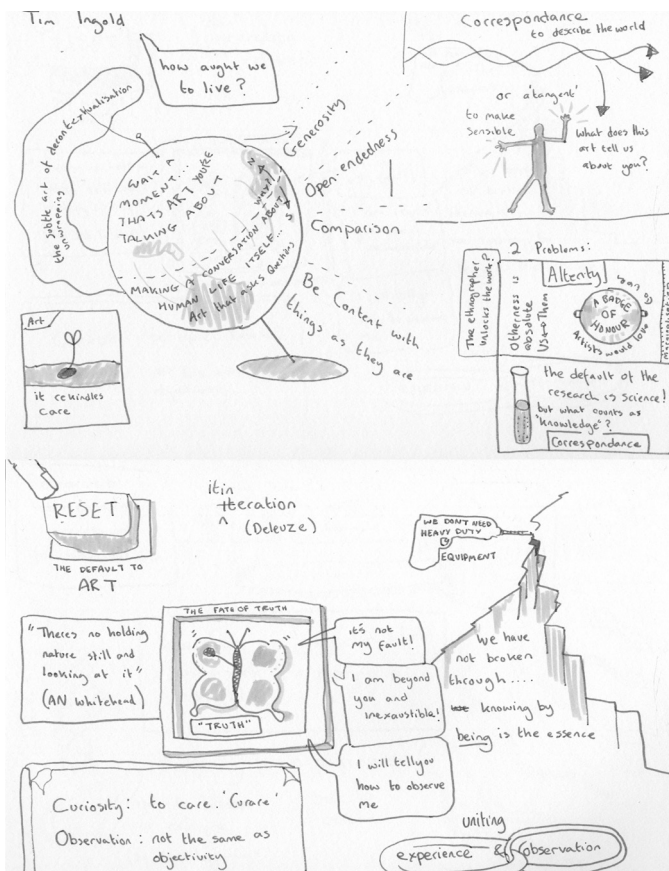 Tim Ingold
how aught we
to live?
the subtle art of decontextualisation
unwrapping
WAIT A
MOMENT...
THATS ART YOU'RE
TALKING ABOUT
WHY?!
MAKING A CONVERSATION ABOUT
HUMAN LIFE ITSELF...
Art that asks Questions
Generosity
Open-endedness
Comparison
Be Content with
things as they
are
Art
it rekindles
care
Correspondance
to describe the world
or a 'tangent'
to make
sensible
What does this
art tell us
about you?
2 Problems:
The ethnographer
unlocks the work?
Otherness is
absolute
Us↔Them
Alterity
A BADGE
OF
HONOUR
Artists would love
the default of the
research is science!
but what counts as
"knowledge"?
Correspondance
RESET
THE DEFAULT TO
ART
itin
Iteration
(Deleuze)
WE DON'T NEED
HEAVY DUTY
EQUIPMENT
"Theres no holding
nature still and
looking at it"
(AN Whitehead)
THE FATE OF TRUTH
"TRUTH"
it's not
my fault!
I am beyond
you and
inexaustible!
I will tell you
how to observe
me
We have
not broken
through....
knowing by
being is the essence
Curiosity: to care. 'Curare'
Observation: not the same as
objectivity
uniting
experience & observation